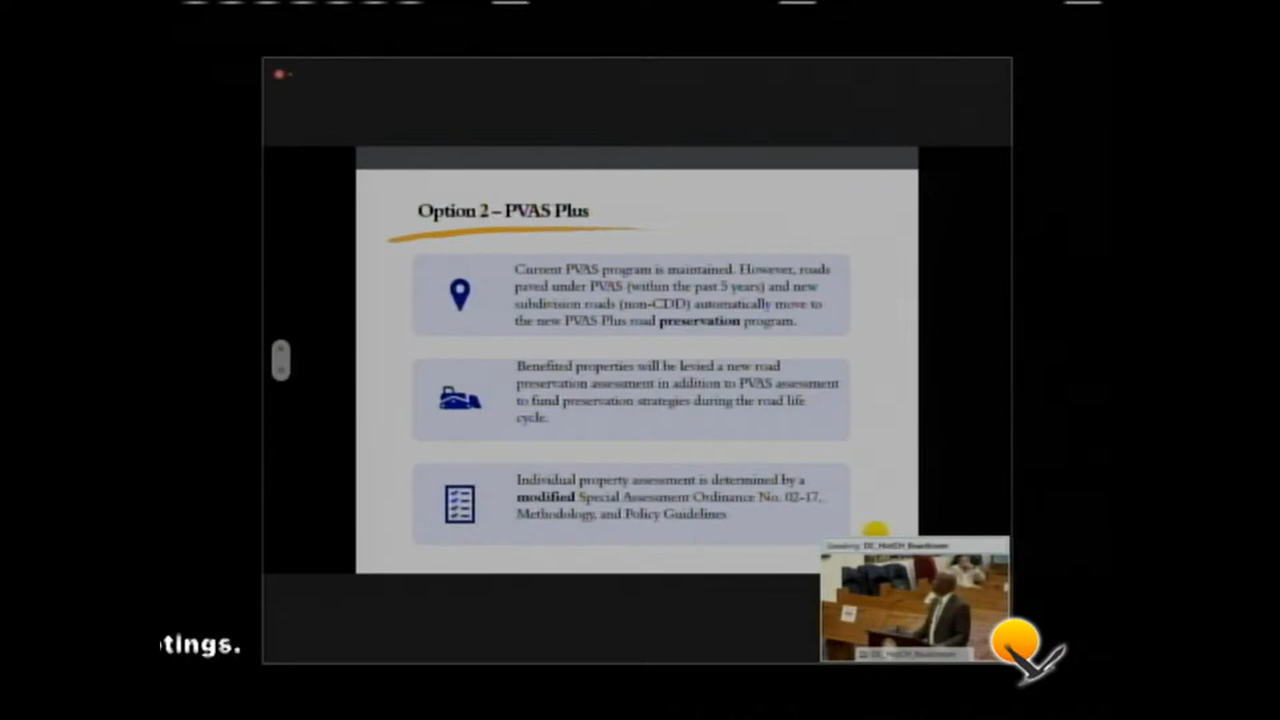 Option 2 – PVAS Plus
Current PVAS program is maintained. However, roads
paved under PVAS (within the past 5 years) and new
subdivision roads (non-CDD) automatically move to
the new PVAS Plus road preservation program.
Benefited properties will be levied a new road
preservation assessment in addition to PVAS assessment
to fund preservation strategies during the road life
cycle.
Individual property assessment is determined by a
modified Special Assessment Ordinance No. 02-17,
Methodology, and Policy Guidelines
tings.